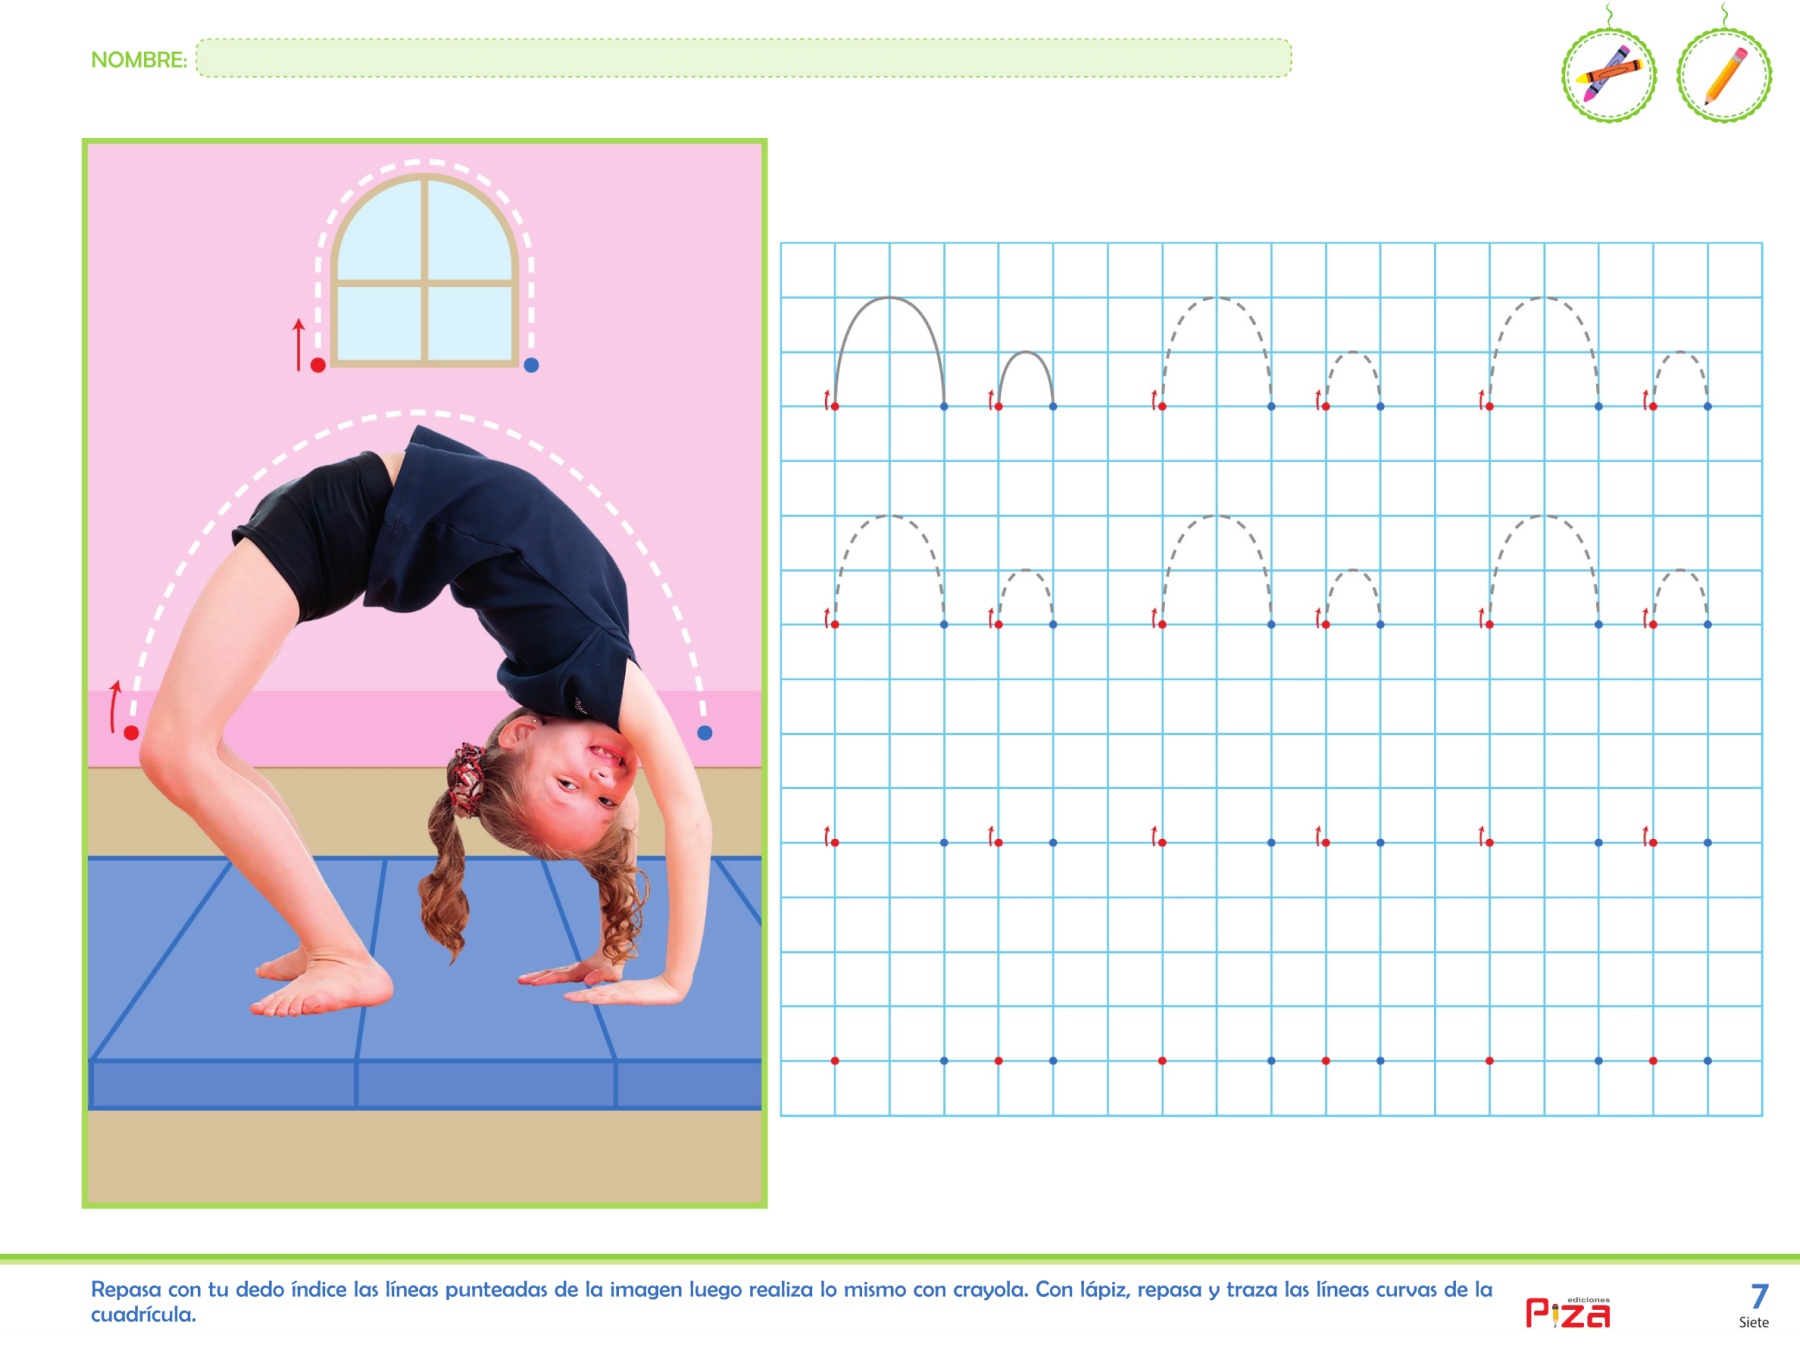 NOMBRE:
Repasa con tu dedo índice las líneas punteadas de la imagen luego realiza lo mismo con crayola. Con lápiz, repasa y traza las líneas curvas de la
cuadrícula.
ediciones
Piza
7
Siete